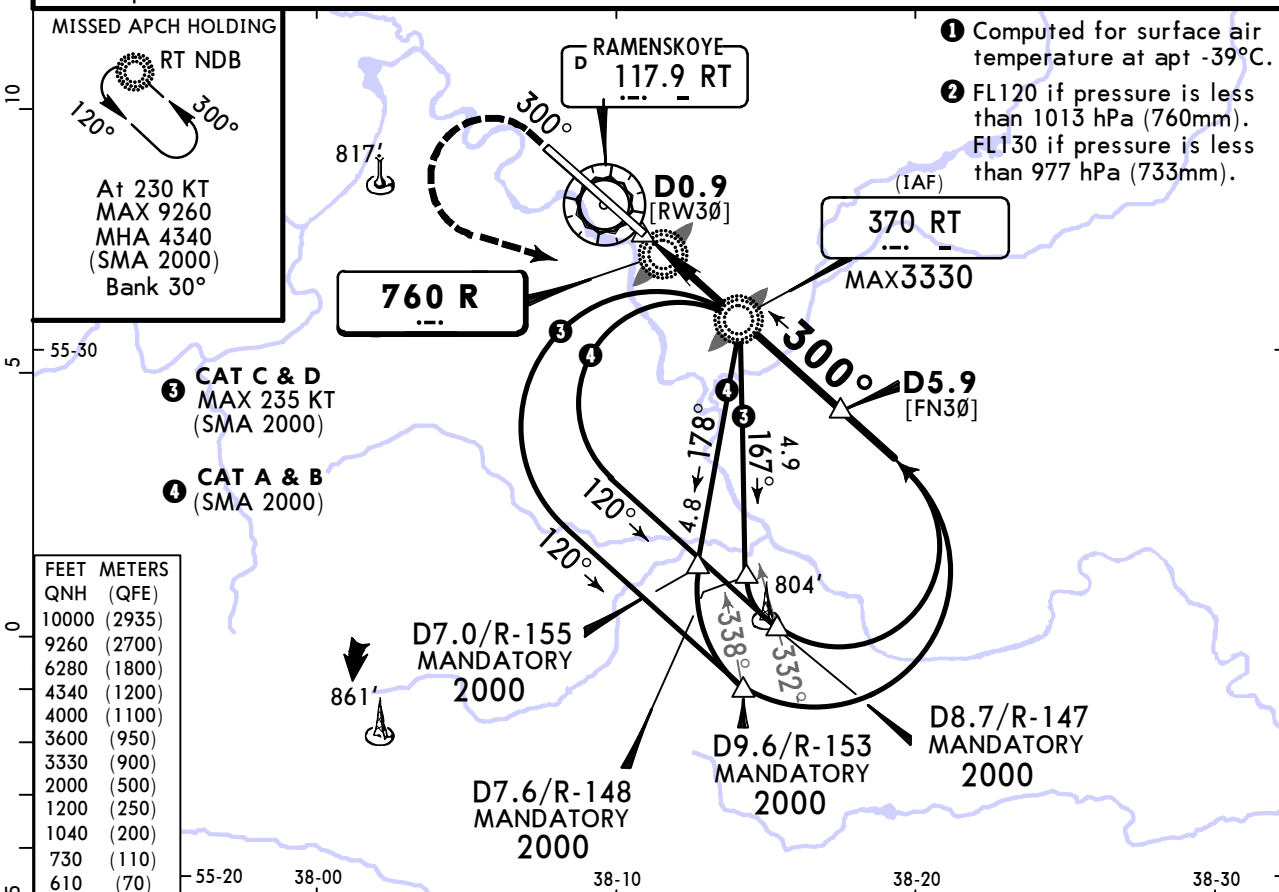 MISSED APCH HOLDING
RT NDB
120°
300°
At 230 KT
MAX 9260
MHA 4340
(SMA 2000)
Bank 30°
RAMENSKOYE
D
117.9 RT
❶ Computed for surface air
temperature at apt -39°C.
❷ FL120 if pressure is less
than 1013 hPa (760mm).
FL130 if pressure is less
than 977 hPa (733mm).
10
817'
300°
D0.9
[RW3Ø]
(IAF)
370 RT
MAX3330
760 R
5
55-30
❸ CAT C & D
MAX 235 KT
(SMA 2000)
❹ CAT A & B
(SMA 2000)
❸
❹
❹
❸
300°
D5.9
[FN3Ø]
178°
4.8
167°
4.9
120°
120°
804'
338°
332°
0
861'
D7.0/R-155
MANDATORY
2000
D7.6/R-148
MANDATORY
2000
D9.6/R-153
MANDATORY
2000
D8.7/R-147
MANDATORY
2000
FEET METERS
QNH (QFE)
10000 (2935)
9260 (2700)
6280 (1800)
4340 (1200)
4000 (1100)
3600 (950)
3330 (900)
2000 (500)
1200 (250)
1040 (200)
730 (110)
610 (70)
55-20
38-00
38-10
38-20
38-30